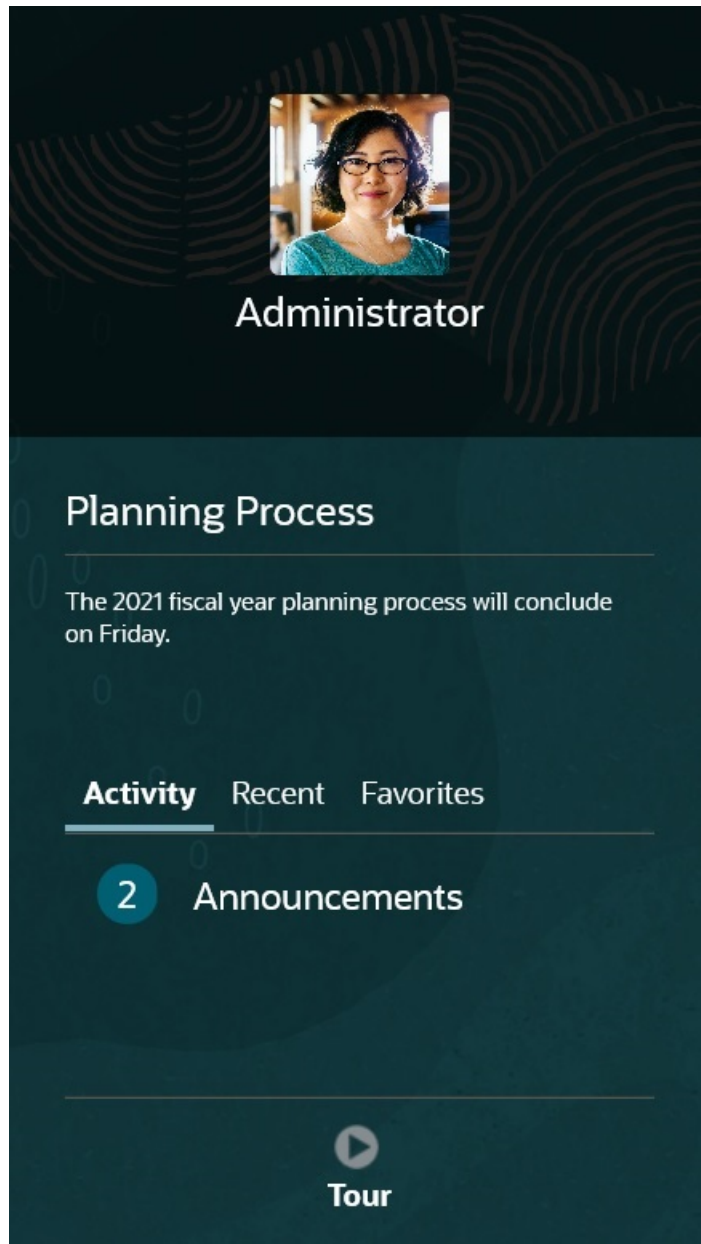 Administrator
Planning Process
The 2021 fiscal year planning process will conclude
on Friday.
Activity Recent Favorites
2 Announcements
Tour